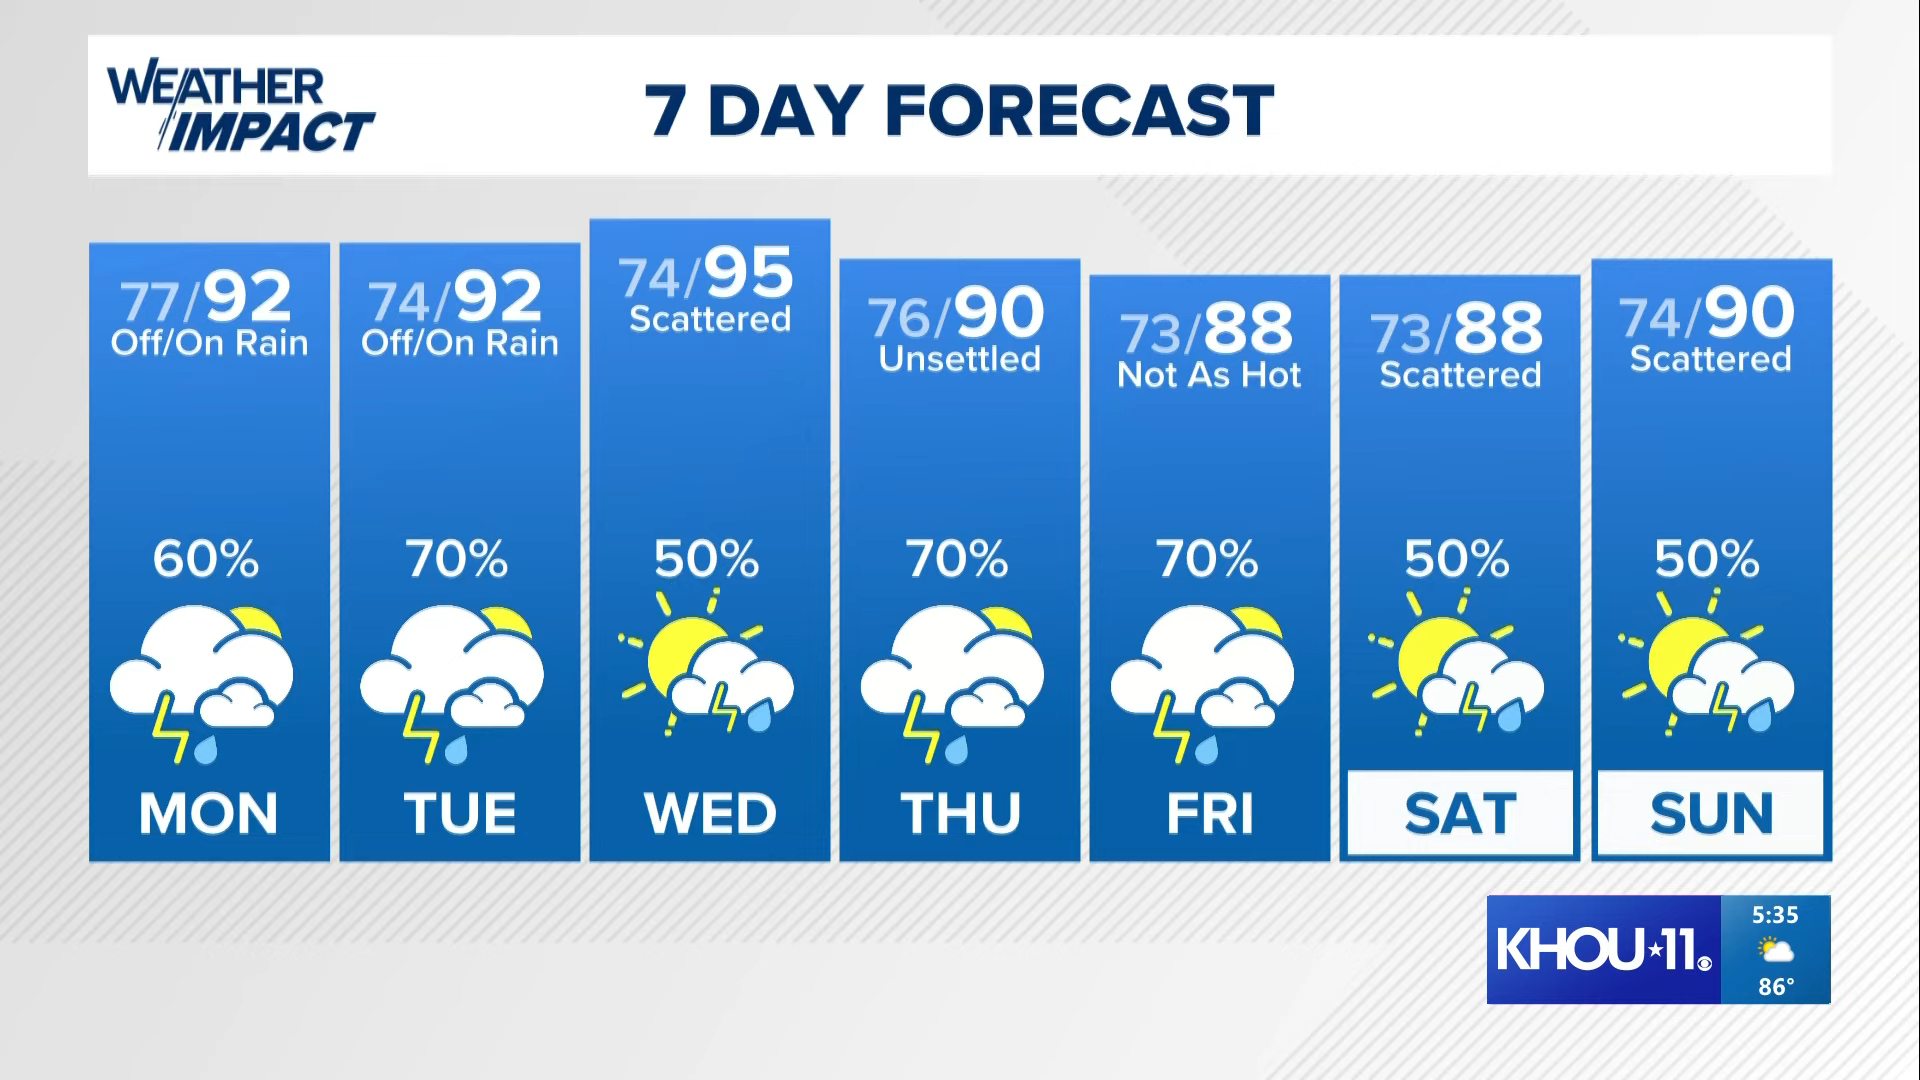 WEATHER
IMPACT
7 DAY FORECAST
77/92
Off/On Rain
60%
MON
74/92
Off/On Rain
70%
TUE
74/95
Scattered
50%
WED
76/90
Unsettled
70%
THU
73/88
Not As Hot
70%
FRI
73/88
Scattered
50%
SAT
74/90
Scattered
50%
SUN
KHOU★11.
5:35
86°